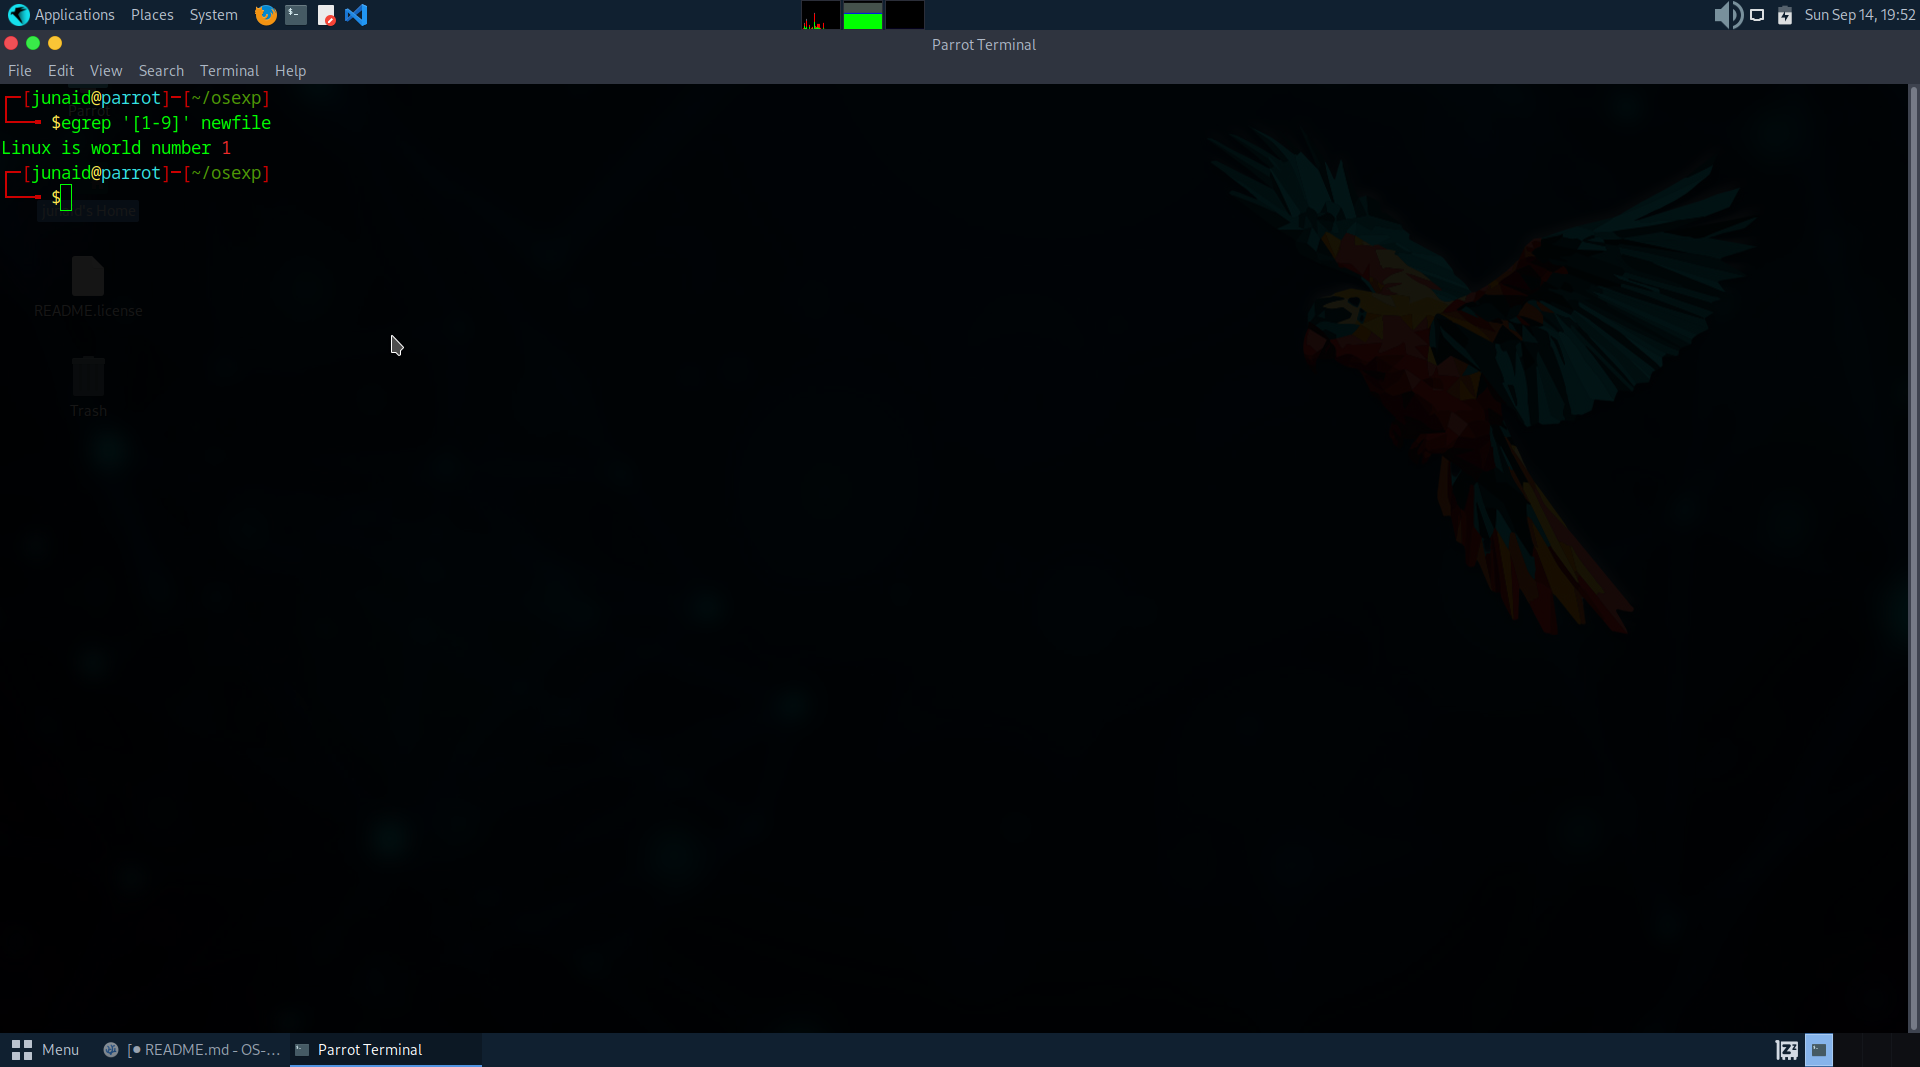 Applications Places System Sun Sep 14, 19:52
Parrot Terminal
File Edit View Search Terminal Help
┌─[junaid@parrot]─[~/osexp]
└──╼ $egrep '[1-9]' newfile
Linux is world number 1
┌─[junaid@parrot]─[~/osexp]
└──╼ $
junaid's Home
README.license
Trash
Menu [● README.md - OS-... Parrot Terminal